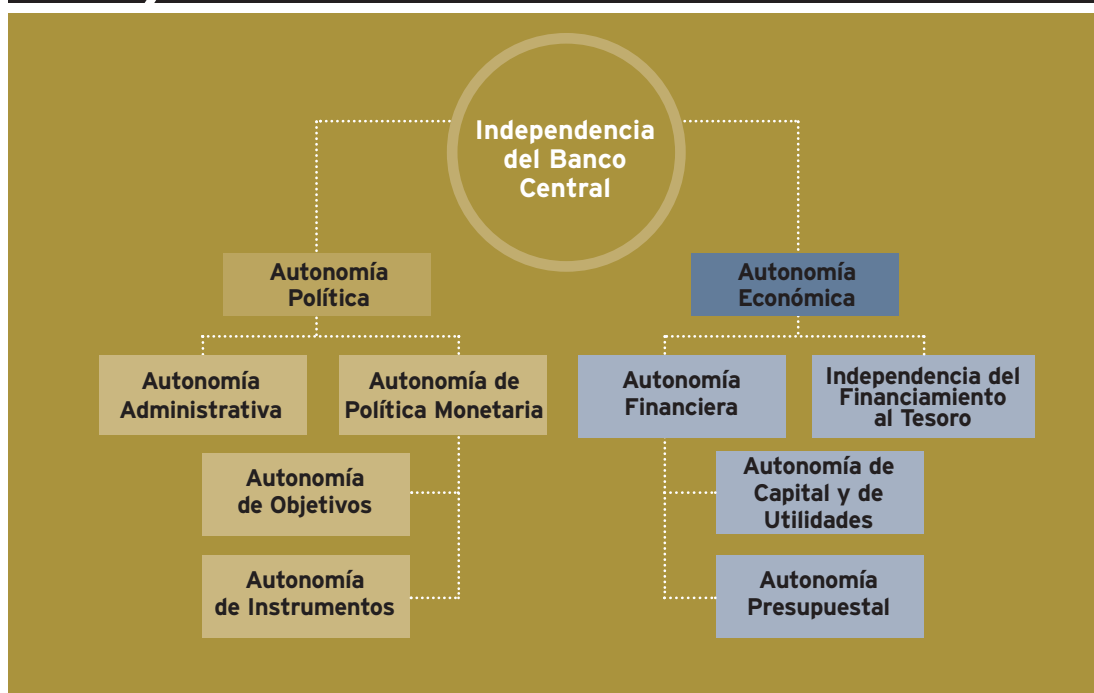 Independencia
del Banco
Central
Autonomía
Política
Autonomía
Económica
Autonomía
Administrativa
Autonomía de
Política Monetaria
Autonomía
Financiera
Independencia del
Financiamiento
al Tesoro
Autonomía
de Objetivos
Autonomía de
Capital y de
Utilidades
Autonomía
de Instrumentos
Autonomía
Presupuestal